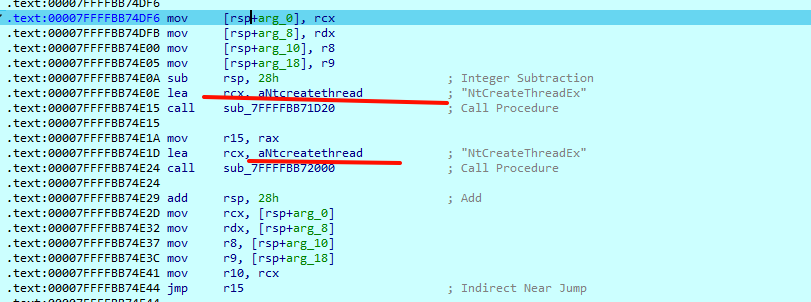 .text:00007FFFFBB74DF6
.text:00007FFFFBB74DF6 mov [rsp+arg_0], rcx
.text:00007FFFFBB74DFB mov [rsp+arg_8], rdx
.text:00007FFFFBB74E00 mov [rsp+arg_10], r8
.text:00007FFFFBB74E05 mov [rsp+arg_18], r9
.text:00007FFFFBB74E0A sub rsp, 28h ; Integer Subtraction
.text:00007FFFFBB74E0E lea rcx, aNtcreatethread ; "NtCreateThreadEx"
.text:00007FFFFBB74E15 call sub_7FFFFBB71D20 ; Call Procedure
.text:00007FFFFBB74E15
.text:00007FFFFBB74E1A mov r15, rax
.text:00007FFFFBB74E1D lea rcx, aNtcreatethread ; "NtCreateThreadEx"
.text:00007FFFFBB74E24 call sub_7FFFFBB72000 ; Call Procedure
.text:00007FFFFBB74E24
.text:00007FFFFBB74E29 add rsp, 28h ; Add
.text:00007FFFFBB74E2D mov rcx, [rsp+arg_0]
.text:00007FFFFBB74E32 mov rdx, [rsp+arg_8]
.text:00007FFFFBB74E37 mov r8, [rsp+arg_10]
.text:00007FFFFBB74E3C mov r9, [rsp+arg_18]
.text:00007FFFFBB74E41 mov r10, rcx
.text:00007FFFFBB74E44 jmp r15 ; Indirect Near Jump